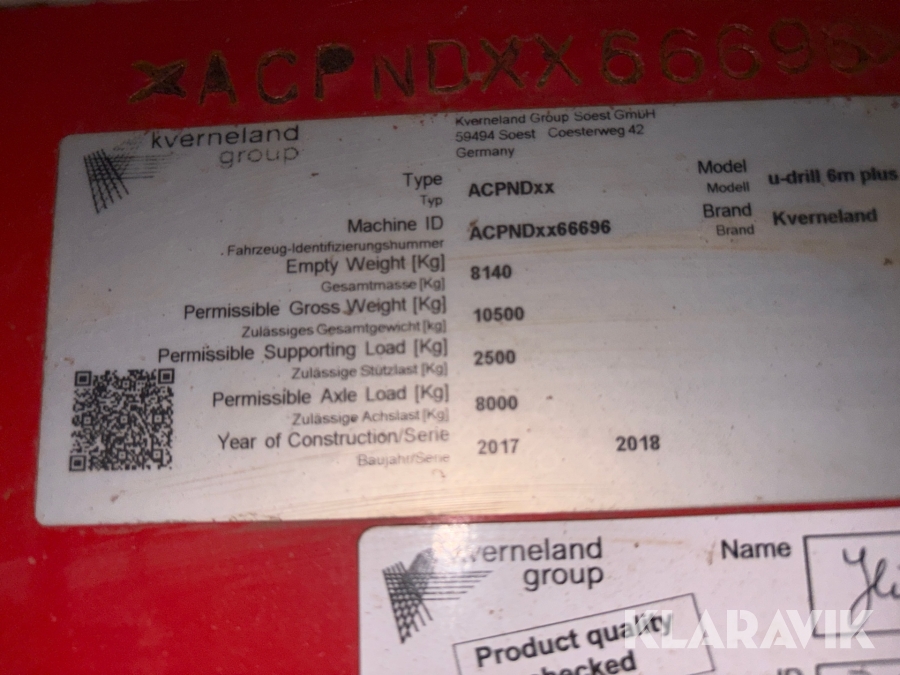 ×ACPNDXX66696×
kverneland
group
Kverneland Group Soest GmbH
59494 Soest Coesterweg 42
Germany
Type ACPNDxx Model u-drill 6m plus
Typ Modell
Machine ID ACPNDxx66696 Brand Kverneland
Fahrzeug-Identifizierungshummer Brand
Empty Weight [Kg] 8140
Gesamtmasse [Kg]
Permissible Gross Weight [Kg] 10500
Zulässiges Gesamtgewicht [kg]
Permissible Supporting Load [Kg] 2500
Zulässige Stützlast [Kg]
Permissible Axle Load [Kg] 8000
Zulässige Achslast [Kg]
Year of Construction/Serie 2017 2018
Baujahr/Serie
kverneland
group
Name
Product quality
checked
KLARAVIK